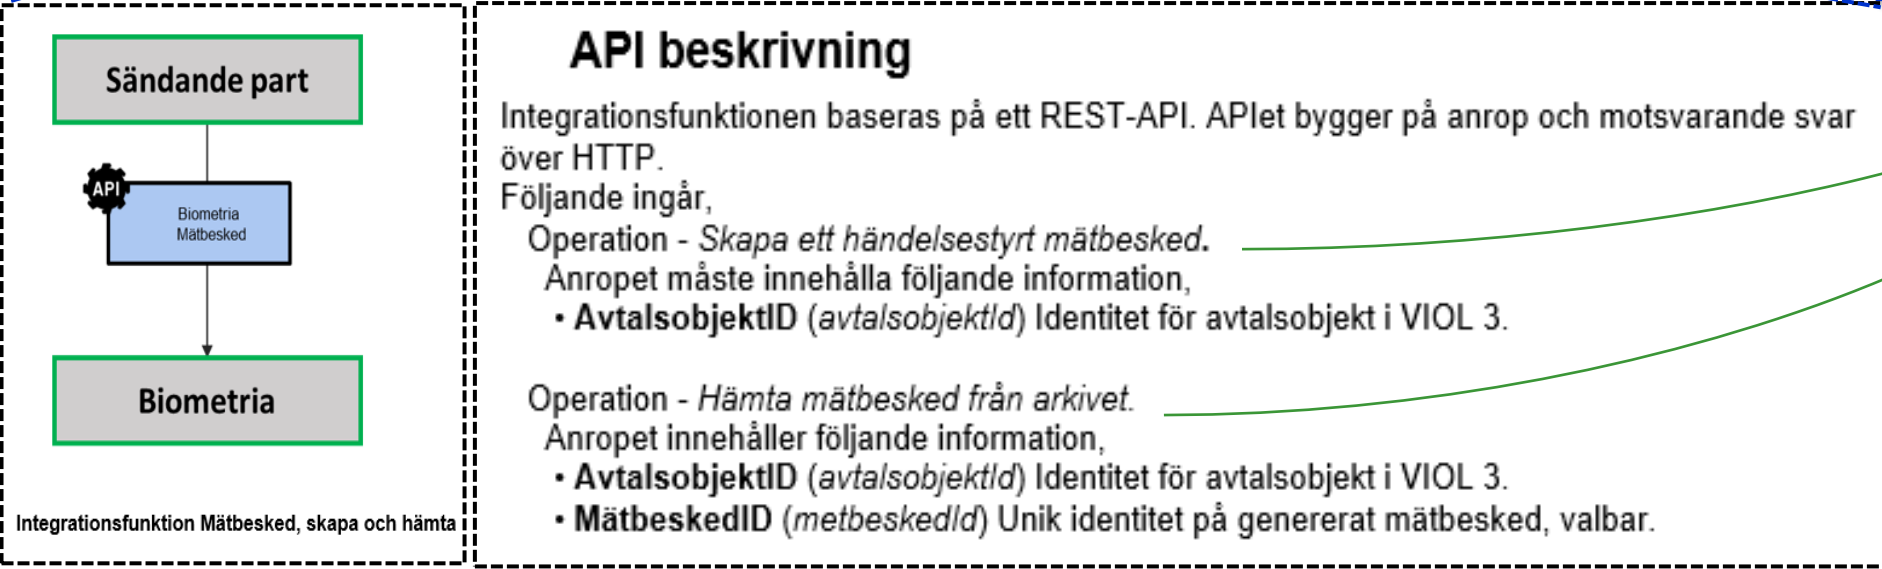 Sändande part
API
Biometria
Mätbesked
Biometria
Integrationsfunktion Mätbesked, skapa och hämta
API beskrivning
Integrationsfunktionen baseras på ett REST-API. APIet bygger på anrop och motsvarande svar
över HTTP.
Följande ingår,
Operation - Skapa ett händelsestyrt mätbesked.
Anropet måste innehålla följande information,
• AvtalsobjektID (avtalsobjektId) Identitet för avtalsobjekt i VIOL 3.
Operation - Hämta mätbesked från arkivet.
Anropet innehåller följande information,
• AvtalsobjektID (avtalsobjektId) Identitet för avtalsobjekt i VIOL 3.
• MätbeskedID (metbeskedId) Unik identitet på genererat mätbesked, valbar.